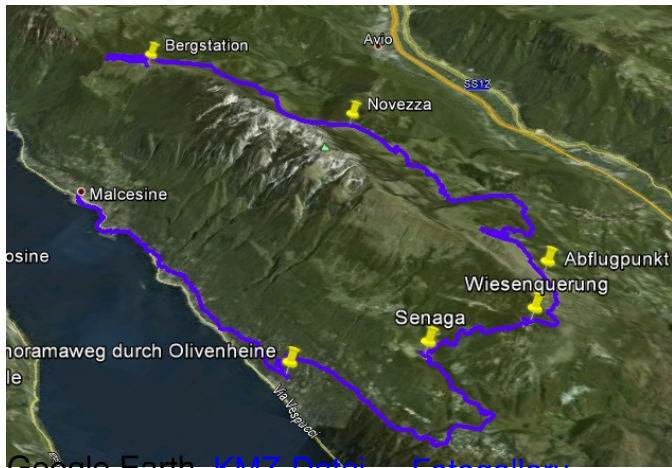 Bergstation
Avio
SS12
Novezza
Malcesine
osine
Abflugpunkt
Wiesenquerung
Senaga
noramaweg durch Olivenheine
le
Via Vespucci
Google Earth KMZ-Datei Fotogallery